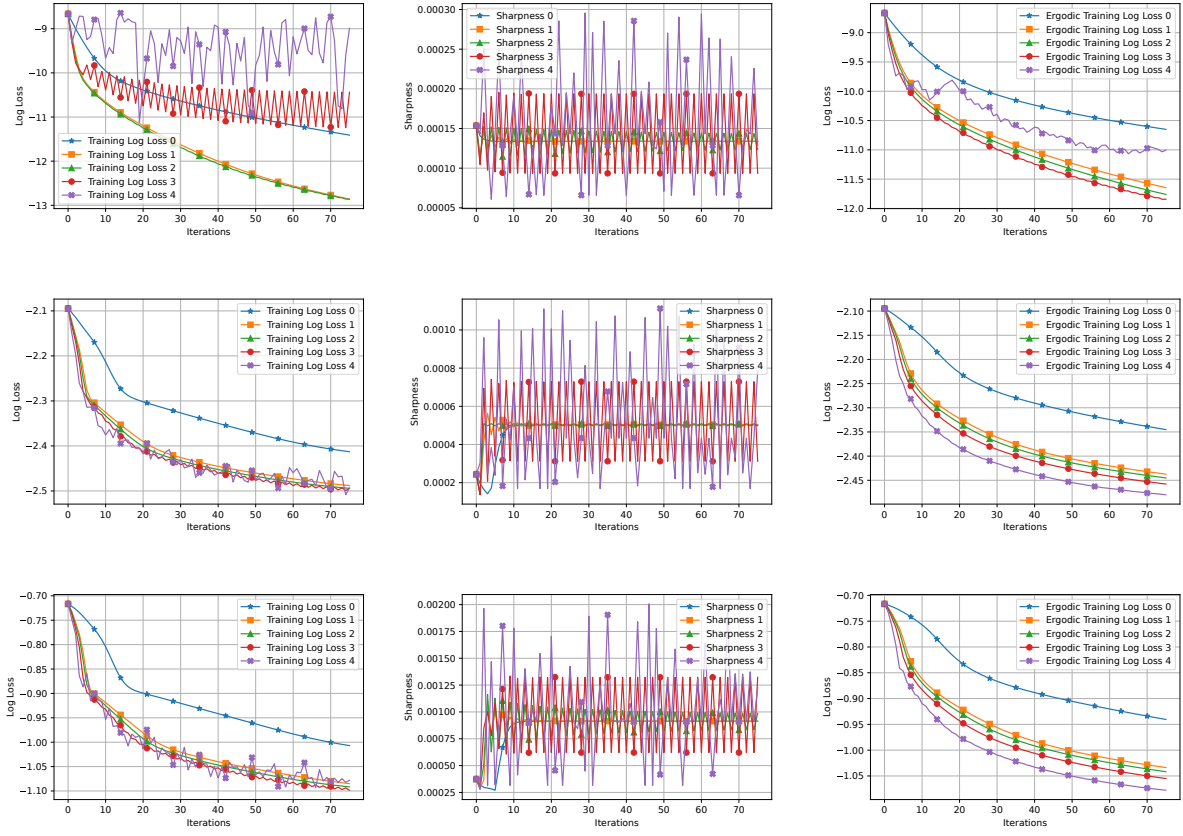 −9
−10
−11
−12
−13
Log Loss
Training Log Loss 0
Training Log Loss 1
Training Log Loss 2
Training Log Loss 3
Training Log Loss 4
0 10 20 30 40 50 60 70
Iterations
0.00030
0.00025
0.00020
0.00015
0.00010
0.00005
Sharpness
Sharpness 0
Sharpness 1
Sharpness 2
Sharpness 3
Sharpness 4
0 10 20 30 40 50 60 70
Iterations
−9.0
−9.5
−10.0
−10.5
−11.0
−11.5
−12.0
Log Loss
Ergodic Training Log Loss 0
Ergodic Training Log Loss 1
Ergodic Training Log Loss 2
Ergodic Training Log Loss 3
Ergodic Training Log Loss 4
0 10 20 30 40 50 60 70
Iterations
−2.1
−2.2
−2.3
−2.4
−2.5
Log Loss
Training Log Loss 0
Training Log Loss 1
Training Log Loss 2
Training Log Loss 3
Training Log Loss 4
0 10 20 30 40 50 60 70
Iterations
0.0010
0.0008
0.0006
0.0004
0.0002
Sharpness
Sharpness 0
Sharpness 1
Sharpness 2
Sharpness 3
Sharpness 4
0 10 20 30 40 50 60 70
Iterations
−2.10
−2.15
−2.20
−2.25
−2.30
−2.35
−2.40
−2.45
Log Loss
Ergodic Training Log Loss 0
Ergodic Training Log Loss 1
Ergodic Training Log Loss 2
Ergodic Training Log Loss 3
Ergodic Training Log Loss 4
0 10 20 30 40 50 60 70
Iterations
−0.70
−0.75
−0.80
−0.85
−0.90
−0.95
−1.00
−1.05
−1.10
Log Loss
Training Log Loss 0
Training Log Loss 1
Training Log Loss 2
Training Log Loss 3
Training Log Loss 4
0 10 20 30 40 50 60 70
Iterations
0.00200
0.00175
0.00150
0.00125
0.00100
0.00075
0.00050
0.00025
Sharpness
Sharpness 0
Sharpness 1
Sharpness 2
Sharpness 3
Sharpness 4
0 10 20 30 40 50 60 70
Iterations
−0.70
−0.75
−0.80
−0.85
−0.90
−0.95
−1.00
−1.05
Log Loss
Ergodic Training Log Loss 0
Ergodic Training Log Loss 1
Ergodic Training Log Loss 2
Ergodic Training Log Loss 3
Ergodic Training Log Loss 4
0 10 20 30 40 50 60 70
Iterations